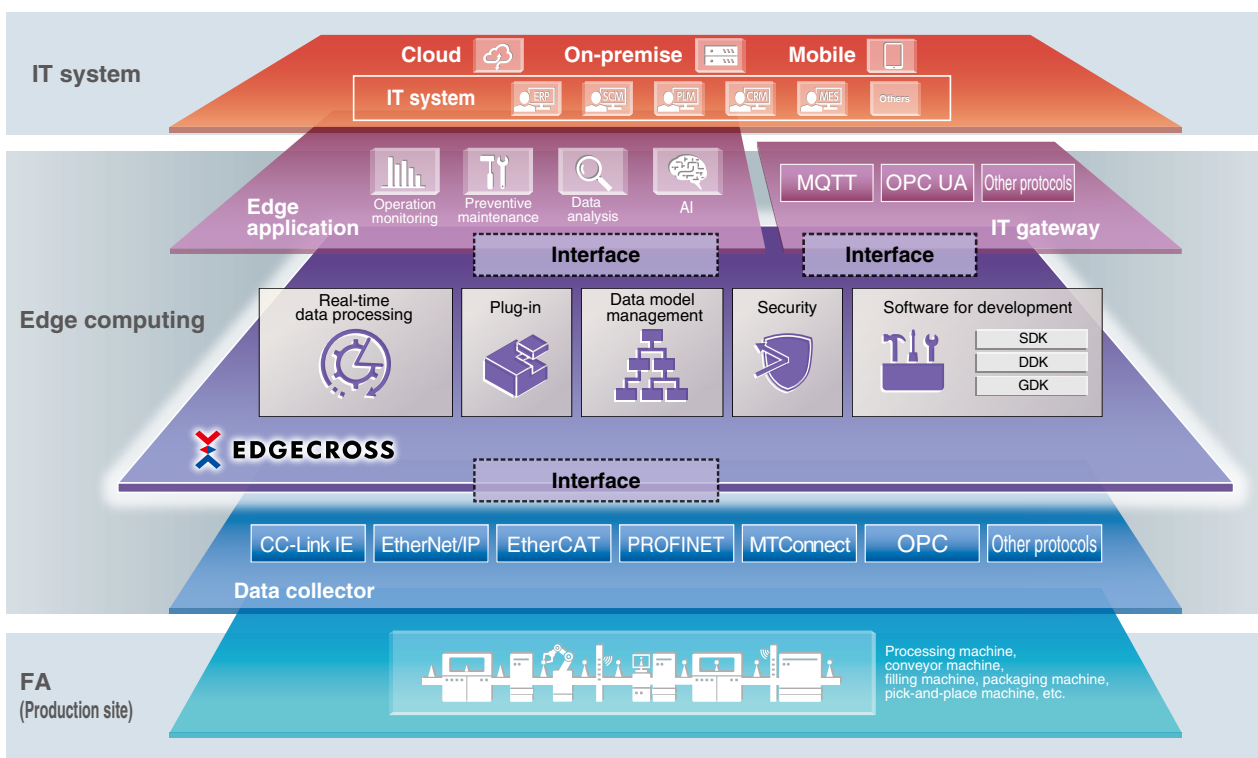 IT system
Cloud
On-premise
Mobile
IT system
ERP
SCM
PLM
CRM
MES
Others
Edge computing
Operation
monitoring
Preventive
maintenance
Data
analysis
AI
Edge
application
MQTT
OPC UA
Other protocols
IT gateway
Interface
Interface
Real-time
data processing
Plug-in
Data model
management
Security
Software for development
SDK
DDK
GDK
EDGECROSS
Interface
CC-Link IE
EtherNet/IP
EtherCAT
PROFINET
MTConnect
OPC
Other protocols
Data collector
FA
(Production site)
Processing machine,
conveyor machine,
filling machine, packaging machine,
pick-and-place machine, etc.